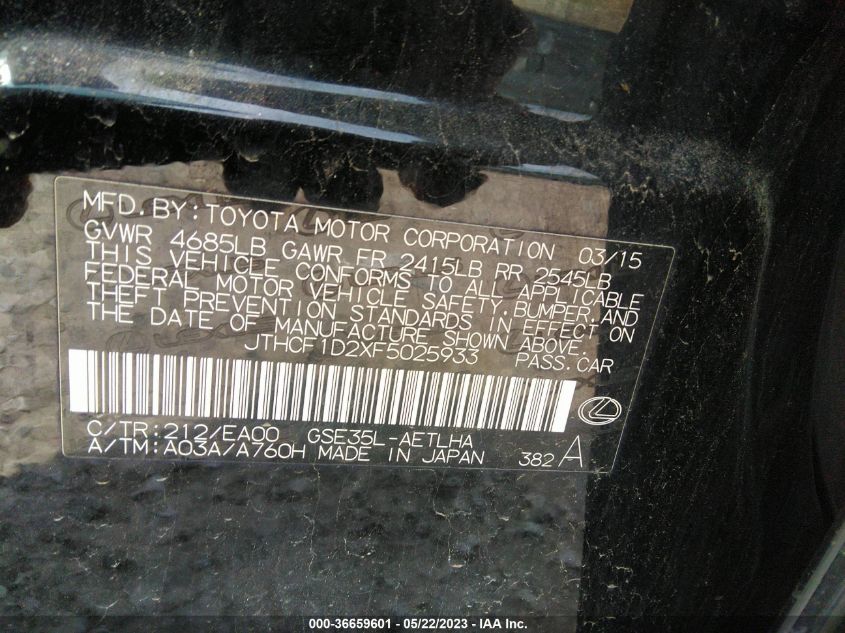 MFD. BY: TOYOTA MOTOR CORPORATION 03/15
GVWR 4685LB GAWR FR 2415LB RR 2545LB
THIS VEHICLE CONFORMS TO ALL APPLICABLE
FEDERAL MOTOR VEHICLE SAFETY, BUMPER, AND
THEFT PREVENTION STANDARDS IN EFFECT ON
THE DATE OF MANUFACTURE SHOWN ABOVE.
JTHCF1D2XF5025933 PASS. CAR
C/TR: 212/EA00 GSE35L-AETLHA
A/TM: A03A/A760H MADE IN JAPAN 382 A
000-36659601 - 05/22/2023 - IAA Inc.